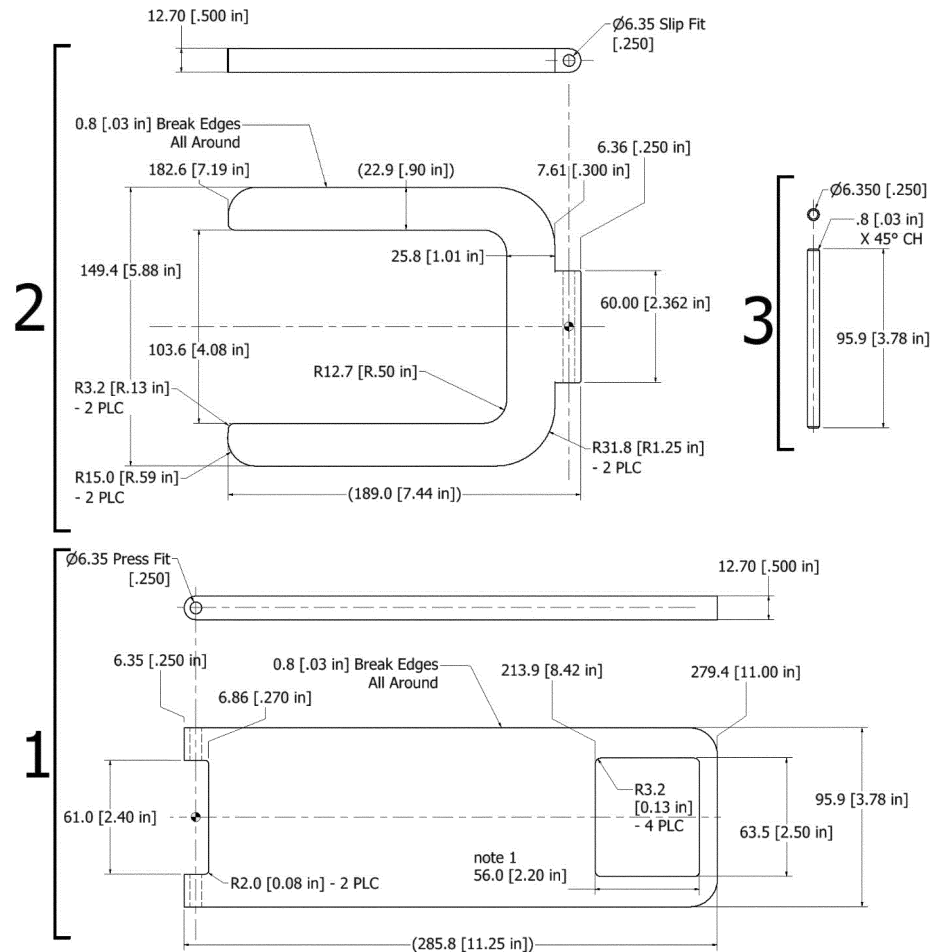 12.70 [.500 in]
Ø6.35 Slip Fit
[.250]
0.8 [.03 in] Break Edges
All Around
182.6 [7.19 in]
(22.9 [.90 in])
7.61 [.300 in]
6.36 [.250 in]
149.4 [5.88 in]
25.8 [1.01 in]
60.00 [2.362 in]
103.6 [4.08 in]
R12.7 [R.50 in]
R3.2 [R.13 in]
- 2 PLC
R15.0 [R.59 in]
- 2 PLC
R31.8 [R1.25 in]
- 2 PLC
(189.0 [7.44 in])
2
3
Ø6.350 [.250]
.8 [.03 in]
X 45° CH
95.9 [3.78 in]
1
Ø6.35 Press Fit
[.250]
12.70 [.500 in]
6.35 [.250 in]
6.86 [.270 in]
0.8 [.03 in] Break Edges
All Around
213.9 [8.42 in]
279.4 [11.00 in]
61.0 [2.40 in]
R3.2
[0.13 in]
- 4 PLC
95.9 [3.78 in]
63.5 [2.50 in]
note 1
56.0 [2.20 in]
R2.0 [0.08 in] - 2 PLC
(285.8 [11.25 in])